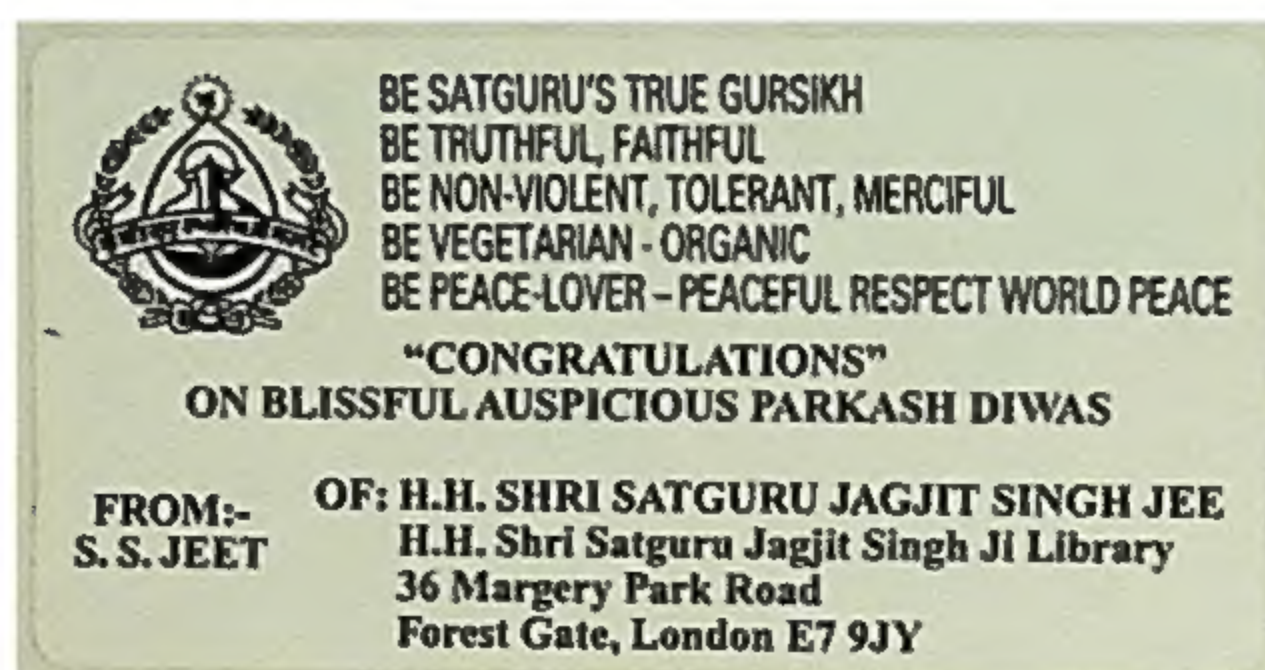 BE SATGURU'S TRUE GURSIKH
BE TRUTHFUL, FAITHFUL
BE NON-VIOLENT, TOLERANT, MERCIFUL
BE VEGETARIAN - ORGANIC
BE PEACE-LOVER – PEACEFUL RESPECT WORLD PEACE
“CONGRATULATIONS”
ON BLISSFUL AUSPICIOUS PARKASH DIWAS
FROM:-
S. S. JEET
OF: H.H. SHRI SATGURU JAGJIT SINGH JEE
H.H. Shri Satguru Jagjit Singh Ji Library
36 Margery Park Road
Forest Gate, London E7 9JY